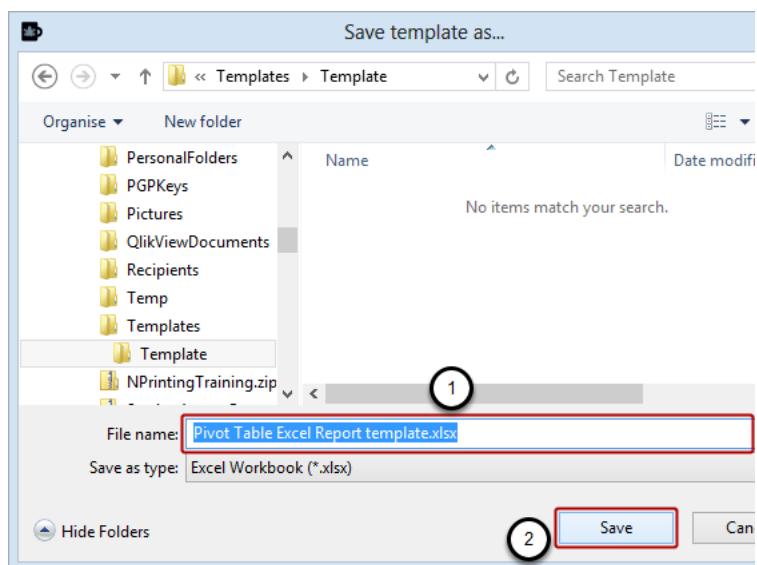 Save template as...
« Templates Template
Search Template
Organise
New folder
Name
Date modifi
PersonalFolders
PGPKeys
Pictures
QlikViewDocuments
Recipients
Temp
Templates
Template
NPrintingTraining.zip
No items match your search.
1
File name: Pivot Table Excel Report template.xlsx
Save as type: Excel Workbook (*.xlsx)
Hide Folders
2
Save
Can